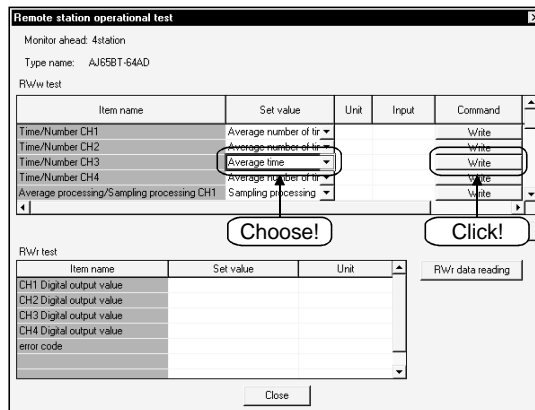 Remote station operational test
Monitor ahead: 4station
Type name: AJ65BT-64AD
RWw test
Item name Set value Unit Input Command
Time/Number CH1 Average number of tir Write
Time/Number CH2 Average number of tir Write
Time/Number CH3 Average time Write
Time/Number CH4 Average number of tir Write
Average processing/Sampling processing CH1 Sampling processing Write
Choose! Click!
RWr test
Item name Set value Unit RWr data reading
CH1 Digital output value
CH2 Digital output value
CH3 Digital output value
CH4 Digital output value
error code
Close